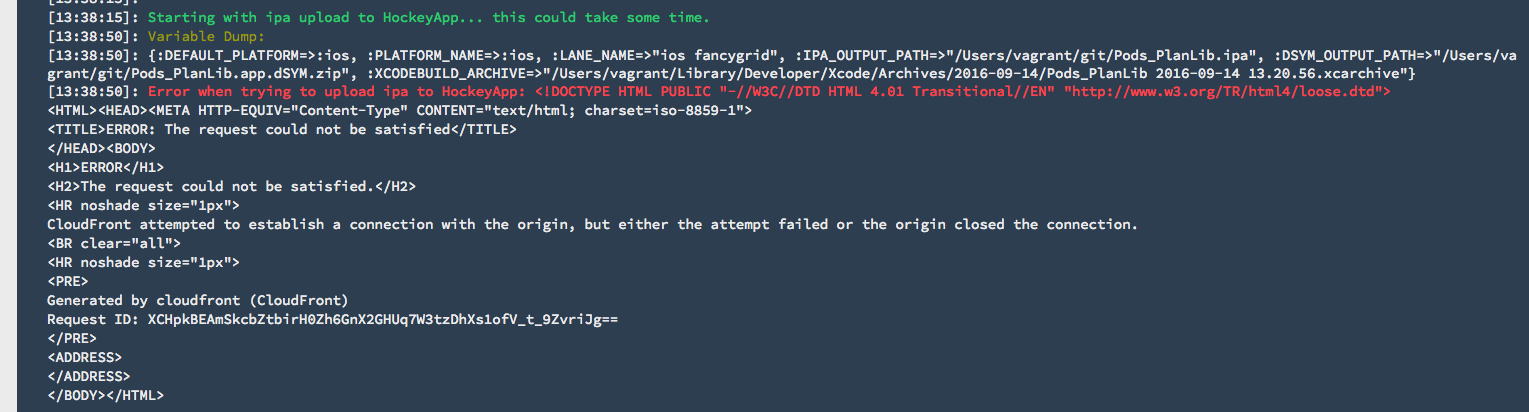 [13:38:15]:
[13:38:15]: Starting with ipa upload to HockeyApp... this could take some time.
[13:38:50]: Variable Dump:
[13:38:50]: {:DEFAULT_PLATFORM=>:ios, :PLATFORM_NAME=>:ios, :LANE_NAME=>"ios fancygrid", :IPA_OUTPUT_PATH=>"/Users/vagrant/git/Pods_PlanLib.ipa", :DSYM_OUTPUT_PATH=>"/Users/va
grant/git/Pods_PlanLib.app.dSYM.zip", :XCODEBUILD_ARCHIVE=>"/Users/vagrant/Library/Developer/Xcode/Archives/2016-09-14/Pods_PlanLib 2016-09-14 13.20.56.xcarchive"}
[13:38:50]: Error when trying to upload ipa to HockeyApp: <!DOCTYPE HTML PUBLIC "-//W3C//DTD HTML 4.01 Transitional//EN" "http://www.w3.org/TR/html4/loose.dtd">
<HTML><HEAD><META HTTP-EQUIV="Content-Type" CONTENT="text/html; charset=iso-8859-1">
<TITLE>ERROR: The request could not be satisfied</TITLE>
</HEAD><BODY>
<H1>ERROR</H1>
<H2>The request could not be satisfied.</H2>
<HR noshade size="1px">
CloudFront attempted to establish a connection with the origin, but either the attempt failed or the origin closed the connection.
<BR clear="all">
<HR noshade size="1px">
<PRE>
Generated by cloudfront (CloudFront)
Request ID: XCHpkBEAmSkcbZtbirH0Zh6GnX2GHUq7W3tzDhXs1ofV_t_9ZvriJg==
</PRE>
<ADDRESS>
</ADDRESS>
</BODY></HTML>